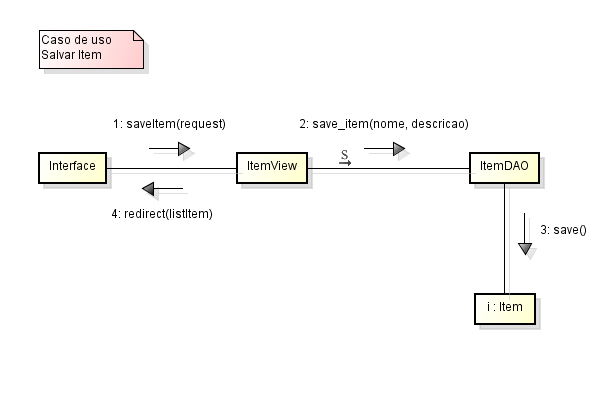 Caso de uso
Salvar Item
1: saveItem(request)
2: save_item(nome, descricao)
S
Interface
ItemView
ItemDAO
4: redirect(listItem)
3: save()
i : Item